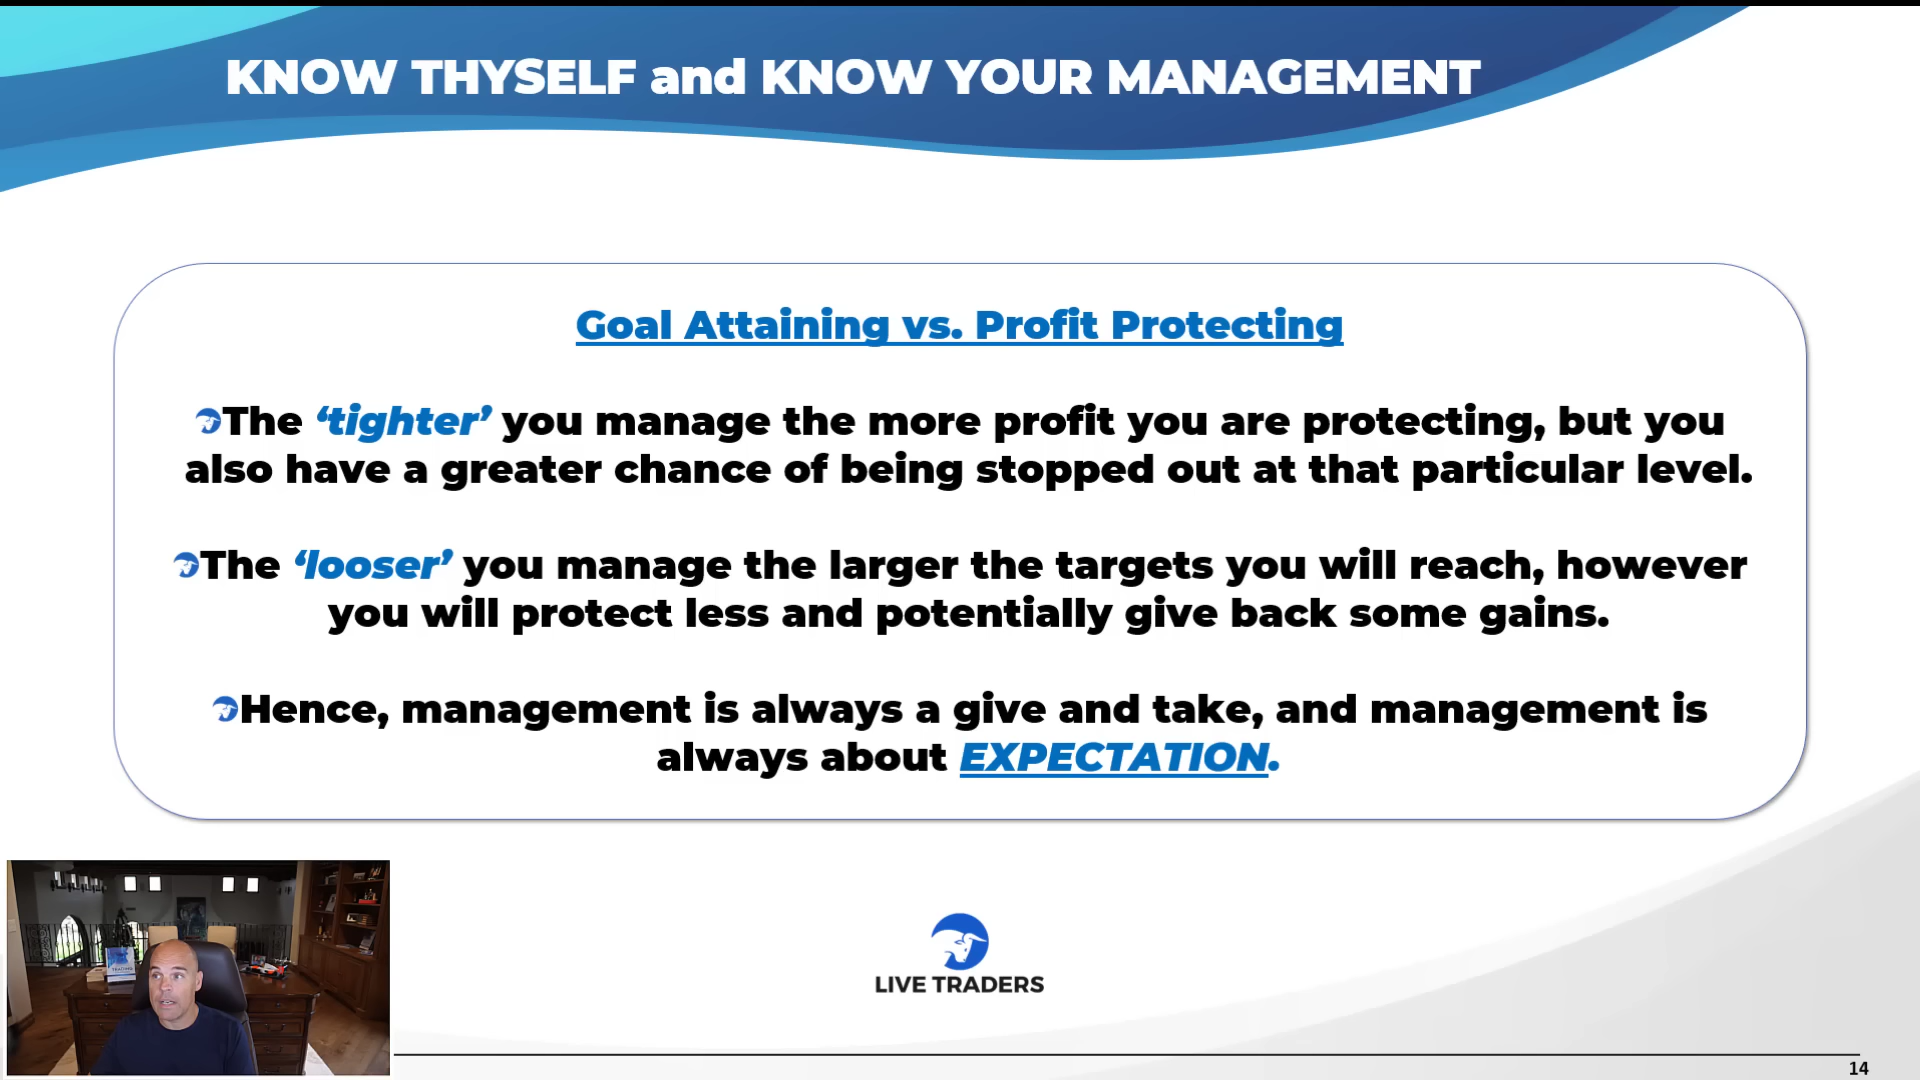 KNOW THYSELF and KNOW YOUR MANAGEMENT
Goal Attaining vs. Profit Protecting
The ‘tighter’ you manage the more profit you are protecting, but you
also have a greater chance of being stopped out at that particular level.
The ‘looser’ you manage the larger the targets you will reach, however
you will protect less and potentially give back some gains.
Hence, management is always a give and take, and management is
always about EXPECTATION.
TRADING
LIVE TRADERS
14